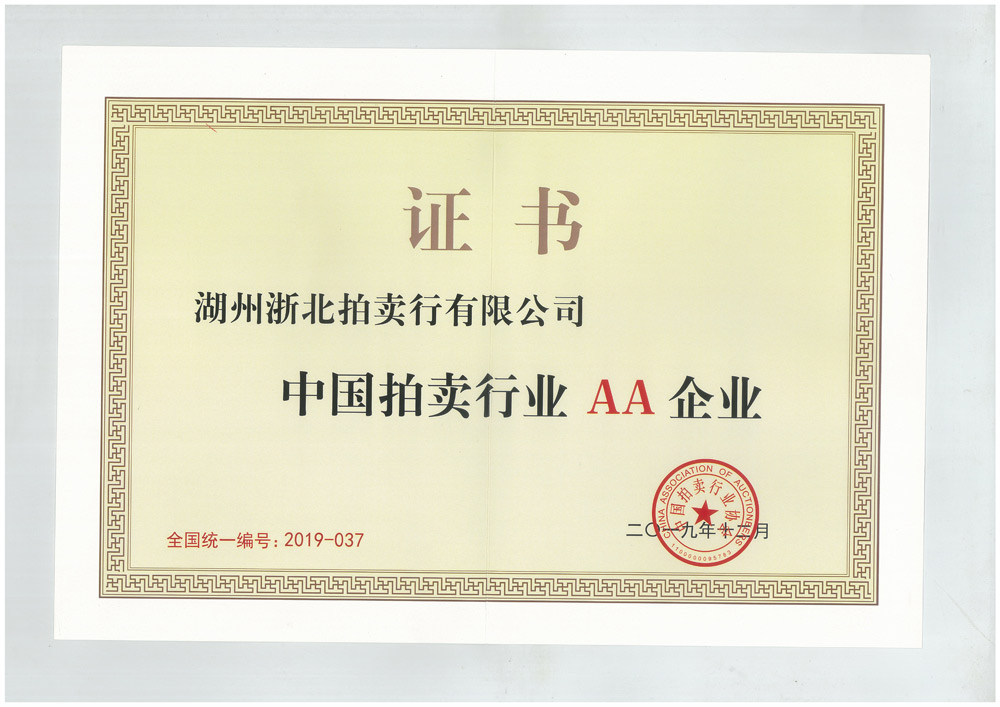 证书
湖州浙北拍卖行有限公司
中国拍卖行业 AA 企业
CHINA ASSOCIATION OF AUCTIONEERS
中国拍卖行业协会
二〇一九年十二月
1100000095783
全国统一编号：2019-037